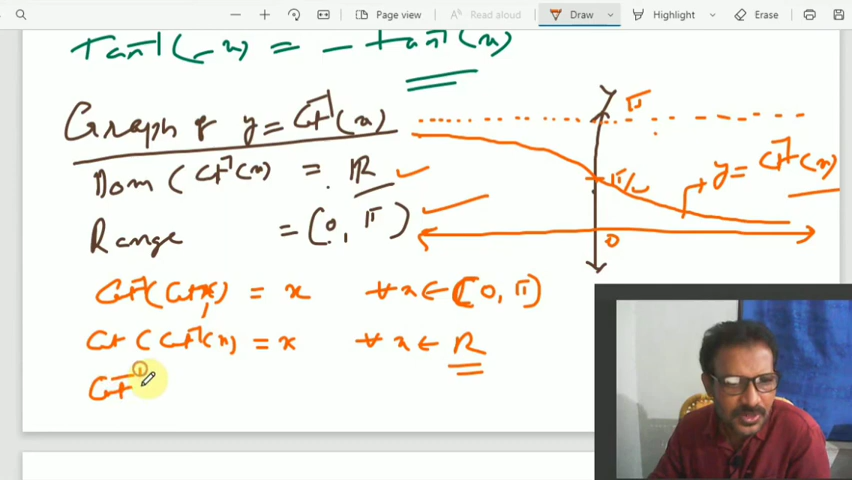 Page view
Read aloud
Draw
Highlight
Erase
Tan⁻¹(-x) = - tan⁻¹(x)
Graph of y = Cot⁻¹(x)
Dom (Cot⁻¹(x) = R
Range = (0, π)
Y
π
π/2
y = Cot⁻¹(x)
0
Cot⁻¹(Cotx) = x ∀ x ∈ (0, π)
Cot (Cot⁻¹(x) = x ∀ x ∈ R
Cot⁻¹